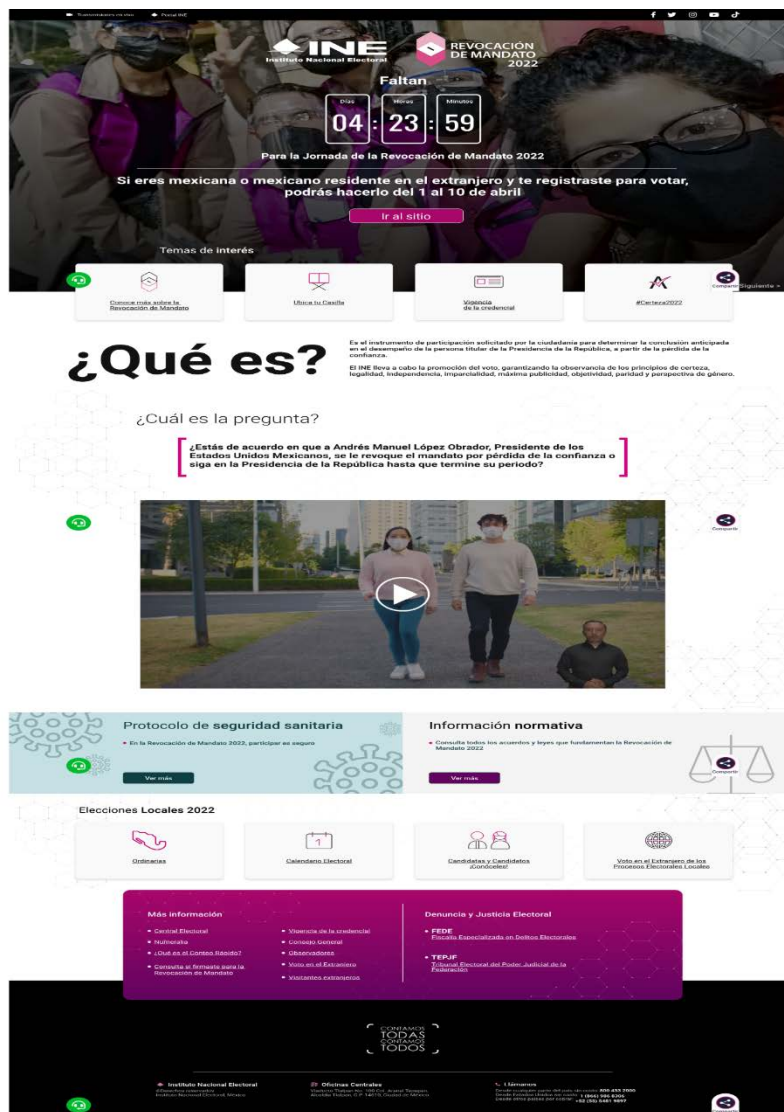 Portal INE
INE
Instituto Nacional Electoral
REVOCACIÓN
DE MANDATO
2022
Faltan
Días
Horas
Minutos
04 : 23 : 59
Para la Jornada de la Revocación de Mandato 2022
Si eres mexicana o mexicano residente en el extranjero y te registraste para votar,
podrás hacerlo del 1 al 10 de abril
Ir al sitio
Temas de interés
Conoce más sobre la
Revocación de Mandato
Ubica tu Casilla
Vigencia
de la credencial
#Certeza2022
Compartir
Siguiente >
¿Qué es?
Es el instrumento de participación solicitado por la ciudadanía para determinar la conclusión anticipada
en el desempeño de la persona titular de la Presidencia de la República, a partir de la pérdida de la
confianza.
El INE lleva a cabo la promoción del voto, garantizando la observancia de los principios de certeza,
legalidad, independencia, imparcialidad, máxima publicidad, objetividad, paridad y perspectiva de género.
¿Cuál es la pregunta?
¿Estás de acuerdo en que a Andrés Manuel López Obrador, Presidente de los
Estados Unidos Mexicanos, se le revoque el mandato por pérdida de la confianza o
siga en la Presidencia de la República hasta que termine su periodo?
Compartir
Protocolo de seguridad sanitaria
En la Revocación de Mandato 2022, participar es seguro
Ver más
Información normativa
Consulta todos los acuerdos y leyes que fundamentan la Revocación de
Mandato 2022
Ver más
Compartir
Elecciones Locales 2022
Ordinarias
1
Calendario Electoral
Candidatas y Candidatos
¡Conócelos!
Voto en el Extranjero de los
Procesos Electorales Locales
Más información
Central Electoral
Numeralia
¿Qué es el Conteo Rápido?
Consulta si firmaste para la
Revocación de Mandato
Vigencia de la credencial
Consejo General
Observadores
Voto en el Extranjero
Visitantes extranjeros
Denuncia y Justicia Electoral
FEDE
Fiscalía Especializada en Delitos Electorales
TEPJF
Tribunal Electoral del Poder Judicial de la
Federación
CONTAMOS
TODAS
CONTAMOS
TODOS
Instituto Nacional Electoral
Instituto Nacional Electoral, México
Oficinas Centrales
Llámanos
Compartir